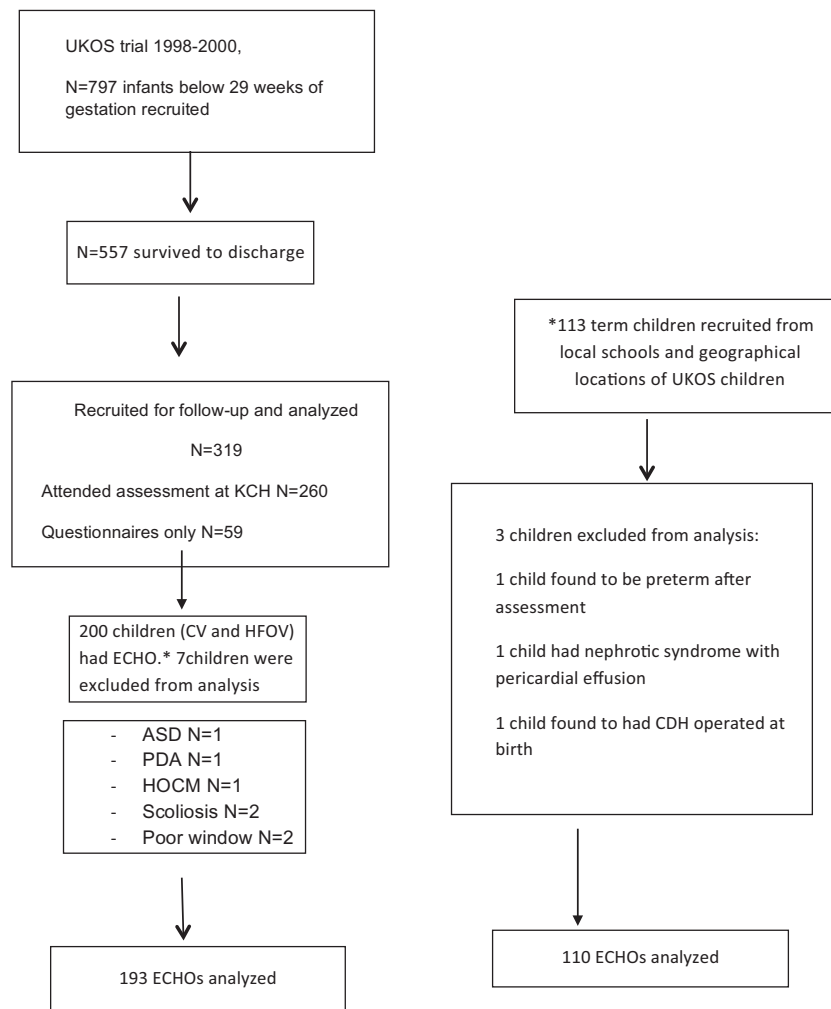 UKOS trial 1998-2000,
N=797 infants below 29 weeks of
gestation recruited
N=557 survived to discharge
Recruited for follow-up and analyzed
N=319
Attended assessment at KCH N=260
Questionnaires only N=59
200 children (CV and HFOV)
had ECHO.* 7children were
excluded from analysis
- ASD N=1
- PDA N=1
- HOCM N=1
- Scoliosis N=2
- Poor window N=2
193 ECHOs analyzed
*113 term children recruited from
local schools and geographical
locations of UKOS children
3 children excluded from analysis:
1 child found to be preterm after
assessment
1 child had nephrotic syndrome with
pericardial effusion
1 child found to had CDH operated at
birth
110 ECHOs analyzed